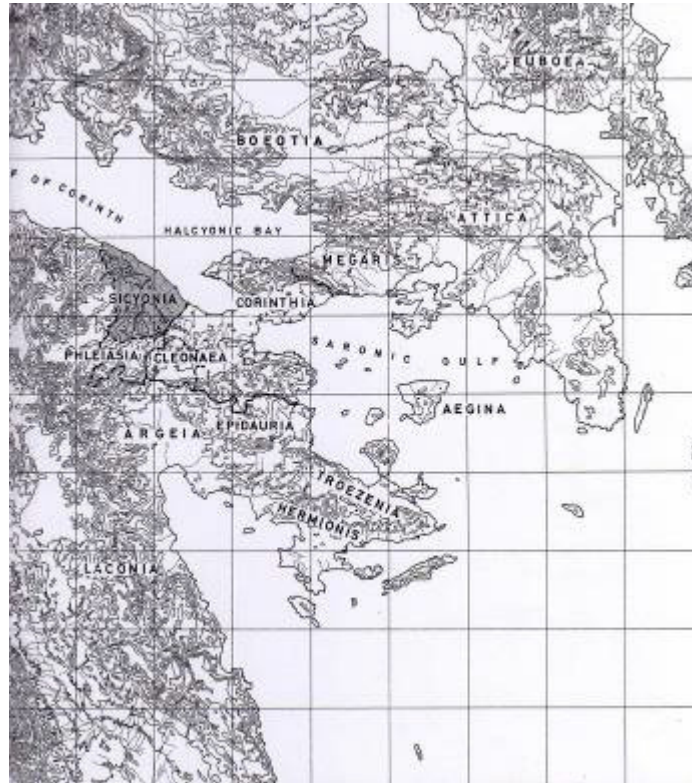 EUBOEA
BOEOTIA
F OF CORINTH
ATTICA
HALCYONIC BAY
MEGARIS
SICYONIA
CORINTHIA
SARONIC GULF
PHLEIASIA
CLEONAEA
AEGINA
ARGEIA
EPIDAURIA
TROEZENIA
HERMIONIS
LACONIA